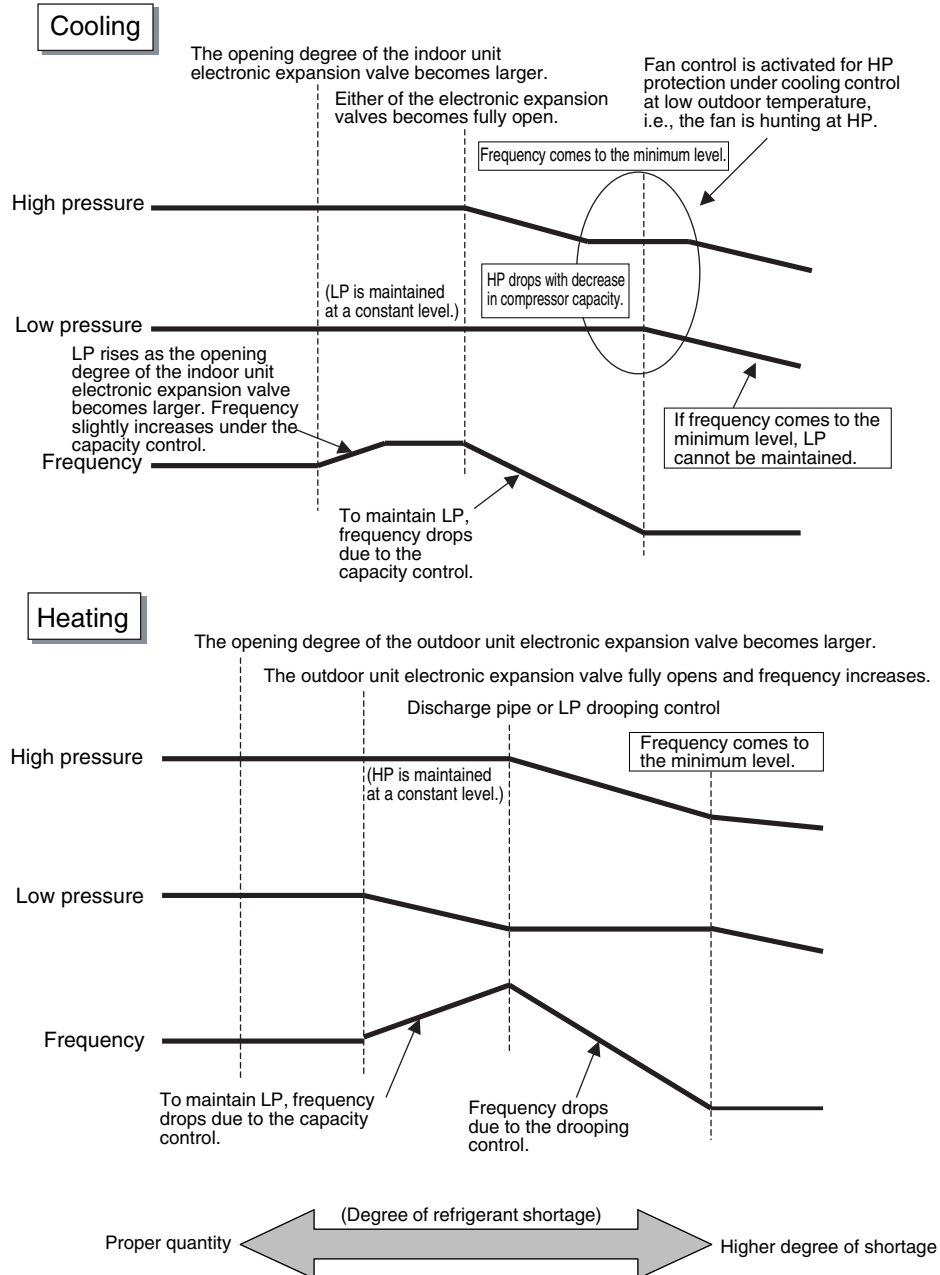 Cooling
The opening degree of the indoor unit
electronic expansion valve becomes larger.
Either of the electronic expansion
valves becomes fully open.
Fan control is activated for HP
protection under cooling control
at low outdoor temperature,
i.e., the fan is hunting at HP.
Frequency comes to the minimum level.
High pressure
HP drops with decrease
in compressor capacity.
(LP is maintained
at a constant level.)
Low pressure
LP rises as the opening
degree of the indoor unit
electronic expansion valve
becomes larger. Frequency
slightly increases under the
capacity control.
If frequency comes to the
minimum level, LP
cannot be maintained.
Frequency
To maintain LP,
frequency drops
due to the
capacity control.
Heating
The opening degree of the outdoor unit electronic expansion valve becomes larger.
The outdoor unit electronic expansion valve fully opens and frequency increases.
Discharge pipe or LP drooping control
Frequency comes to
the minimum level.
High pressure
(HP is maintained
at a constant level.)
Low pressure
Frequency
To maintain LP, frequency
drops due to the capacity
control.
Frequency drops
due to the drooping
control.
(Degree of refrigerant shortage)
Proper quantity
Higher degree of shortage